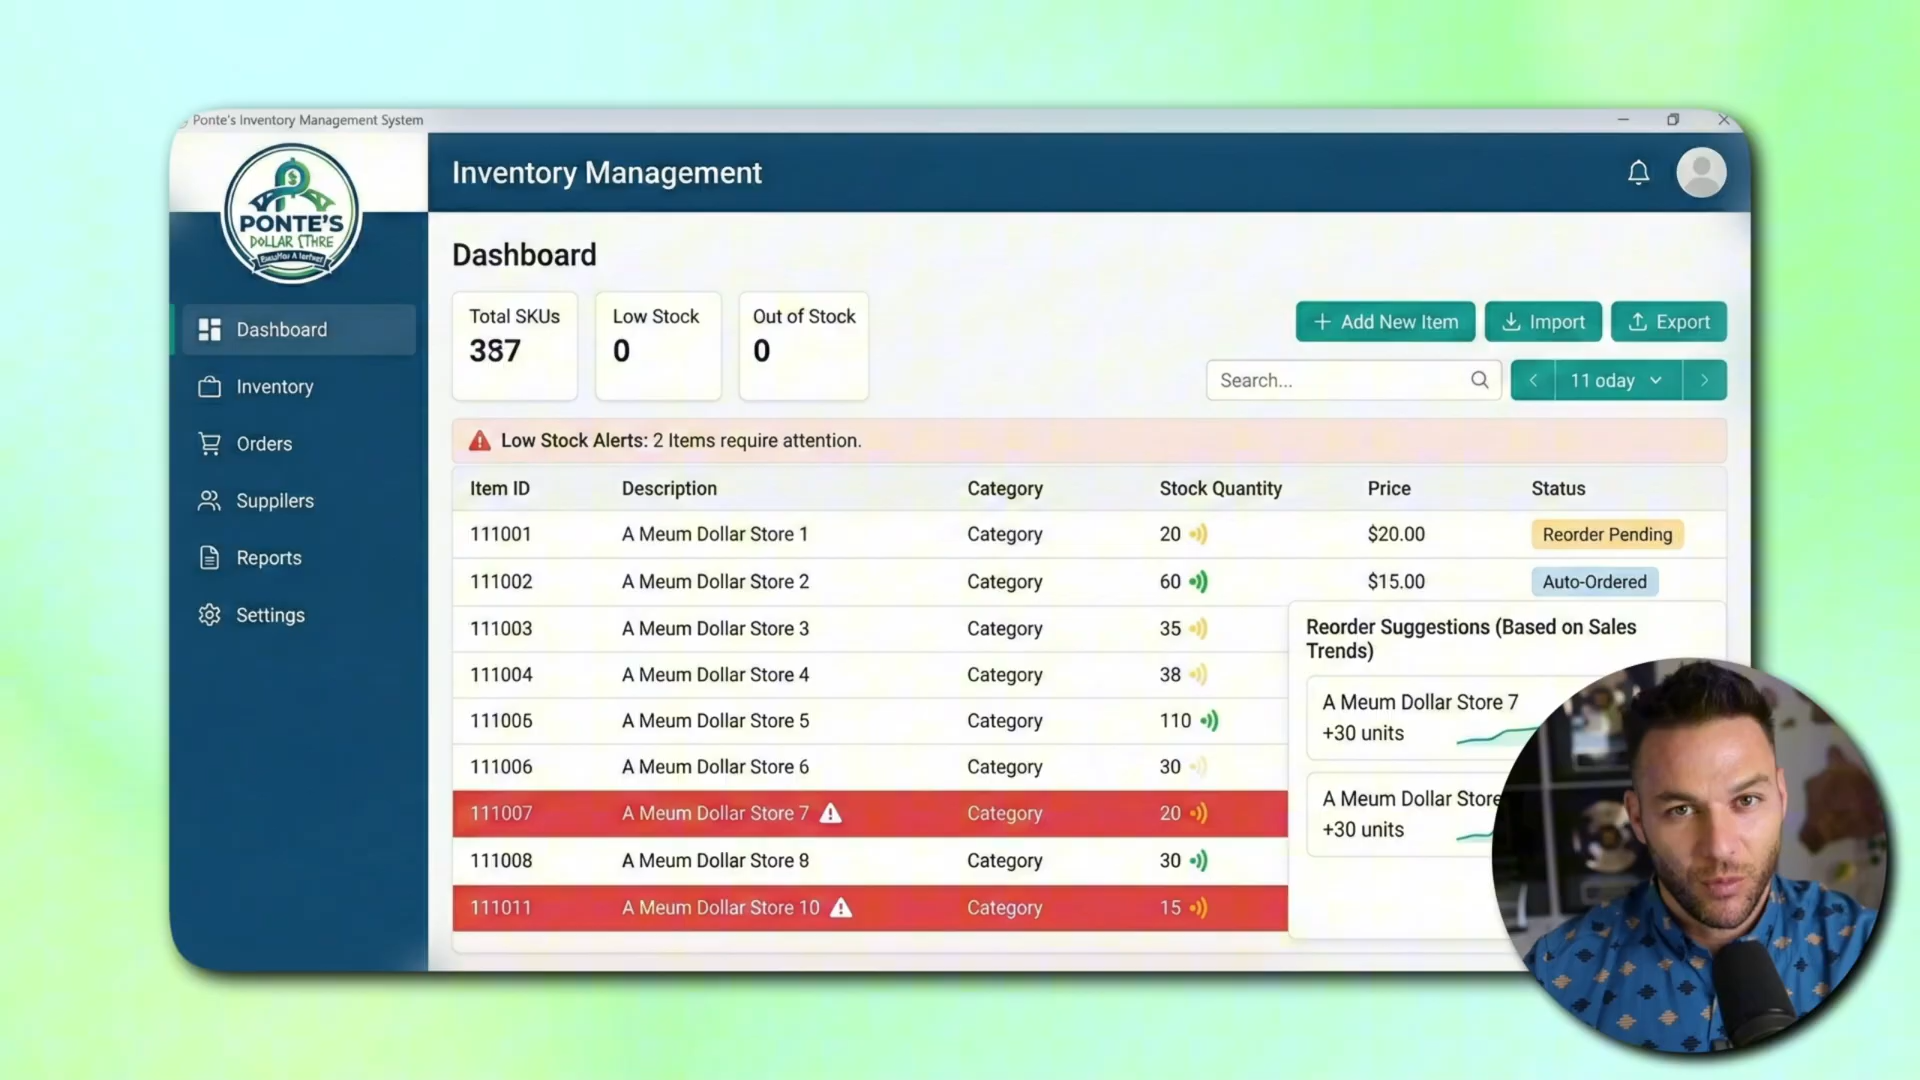 Ponte's Inventory Management System
PONTE'S
DOLLAR
Inventory Management
Dashboard
Inventory
Orders
Suppliers
Reports
Settings
Dashboard
Total SKUs
387
Low Stock
0
Out of Stock
0
Add New Item
Import
Export
Search...
11 oday
Low Stock Alerts: 2 Items require attention.
Item ID Description Category Stock Quantity Price Status
111001 A Meum Dollar Store 1 Category 20 $20.00 Reorder Pending
111002 A Meum Dollar Store 2 Category 60 $15.00 Auto-Ordered
111003 A Meum Dollar Store 3 Category 35
111004 A Meum Dollar Store 4 Category 38
111005 A Meum Dollar Store 5 Category 110
111006 A Meum Dollar Store 6 Category 30
111007 A Meum Dollar Store 7 Category 20
111008 A Meum Dollar Store 8 Category 30
111011 A Meum Dollar Store 10 Category 15
Reorder Suggestions (Based on Sales
Trends)
A Meum Dollar Store 7
+30 units
A Meum Dollar Store
+30 units